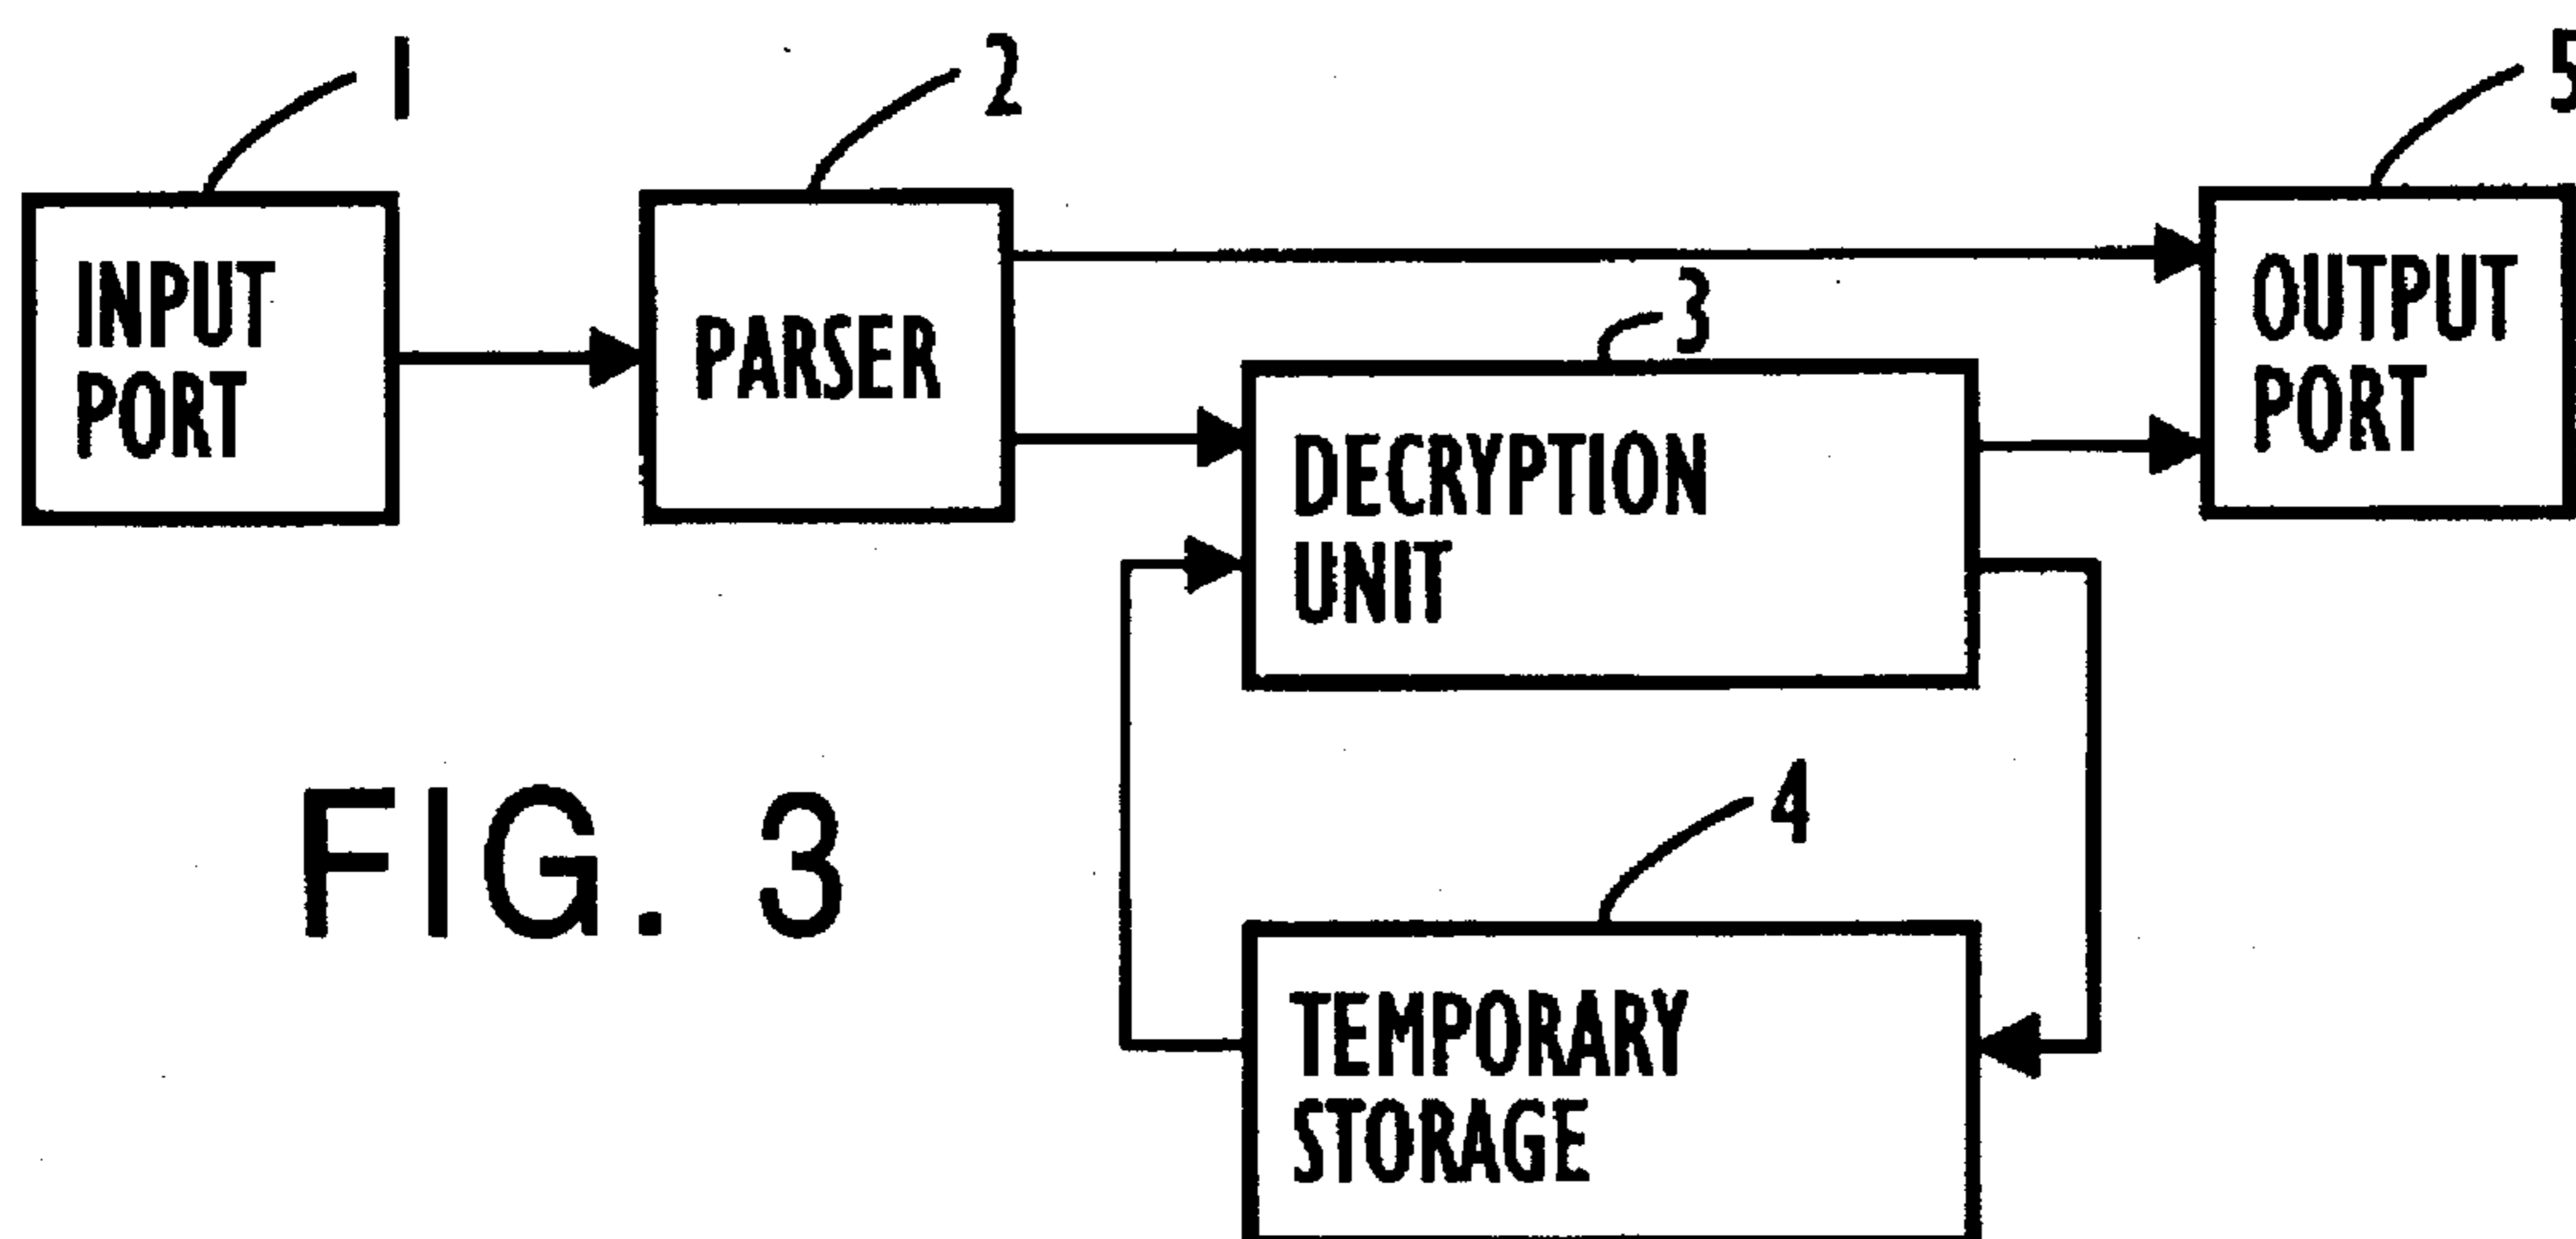 1
2
5
INPUT
PORT
PARSER
OUTPUT
PORT
3
DECRYPTION
UNIT
FIG. 3
4
TEMPORARY
STORAGE